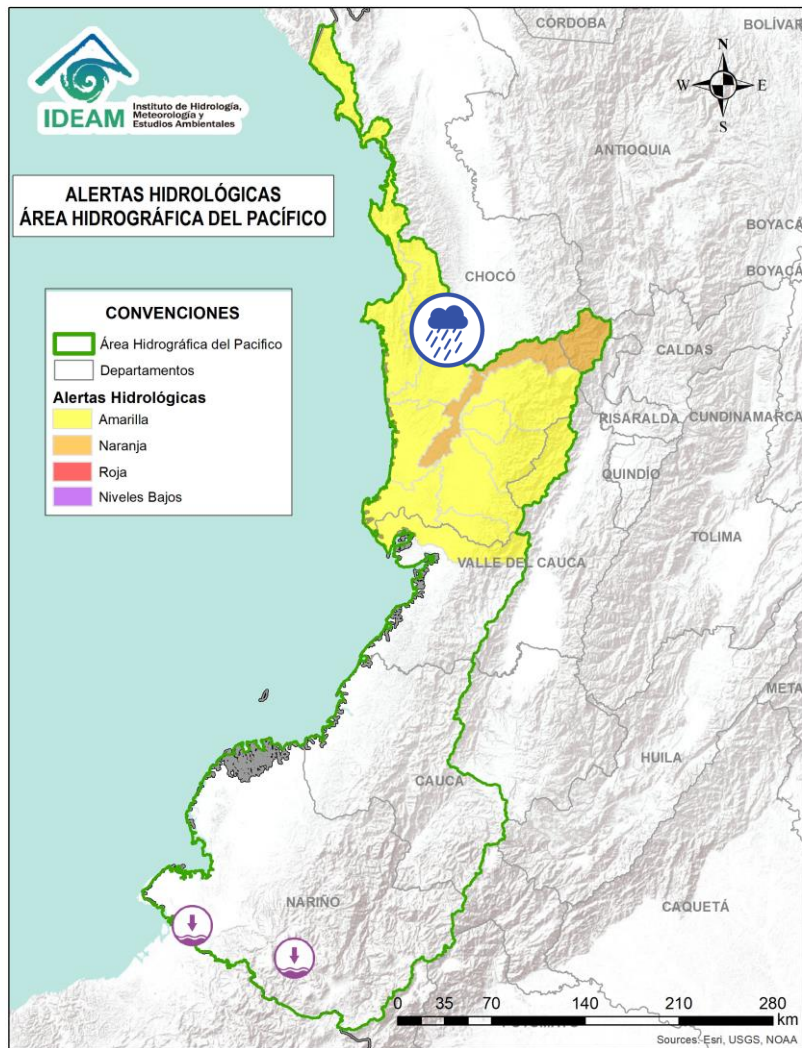 CÓRDOBA
BOLÍVAR
IDEAM
Instituto de Hidrología,
Meteorología y
Estudios Ambientales
N
W
E
S
ALERTAS HIDROLÓGICAS
ÁREA HIDROGRÁFICA DEL PACÍFICO
ANTIOQUIA
BOYACÁ
BOYACÁ
CHOCÓ
CONVENCIONES
Área Hidrográfica del Pacifico
Departamentos
Alertas Hidrológicas
Amarilla
Naranja
Roja
Niveles Bajos
CALDAS
RISARALDA
CUNDINAMARCA
QUINDÍO
TOLIMA
VALLE DEL CAUCA
META
HUILA
CAUCA
NARIÑO
CAQUETÁ
0 35 70 140 210 280
km
Sources: Esri, USGS, NOAA